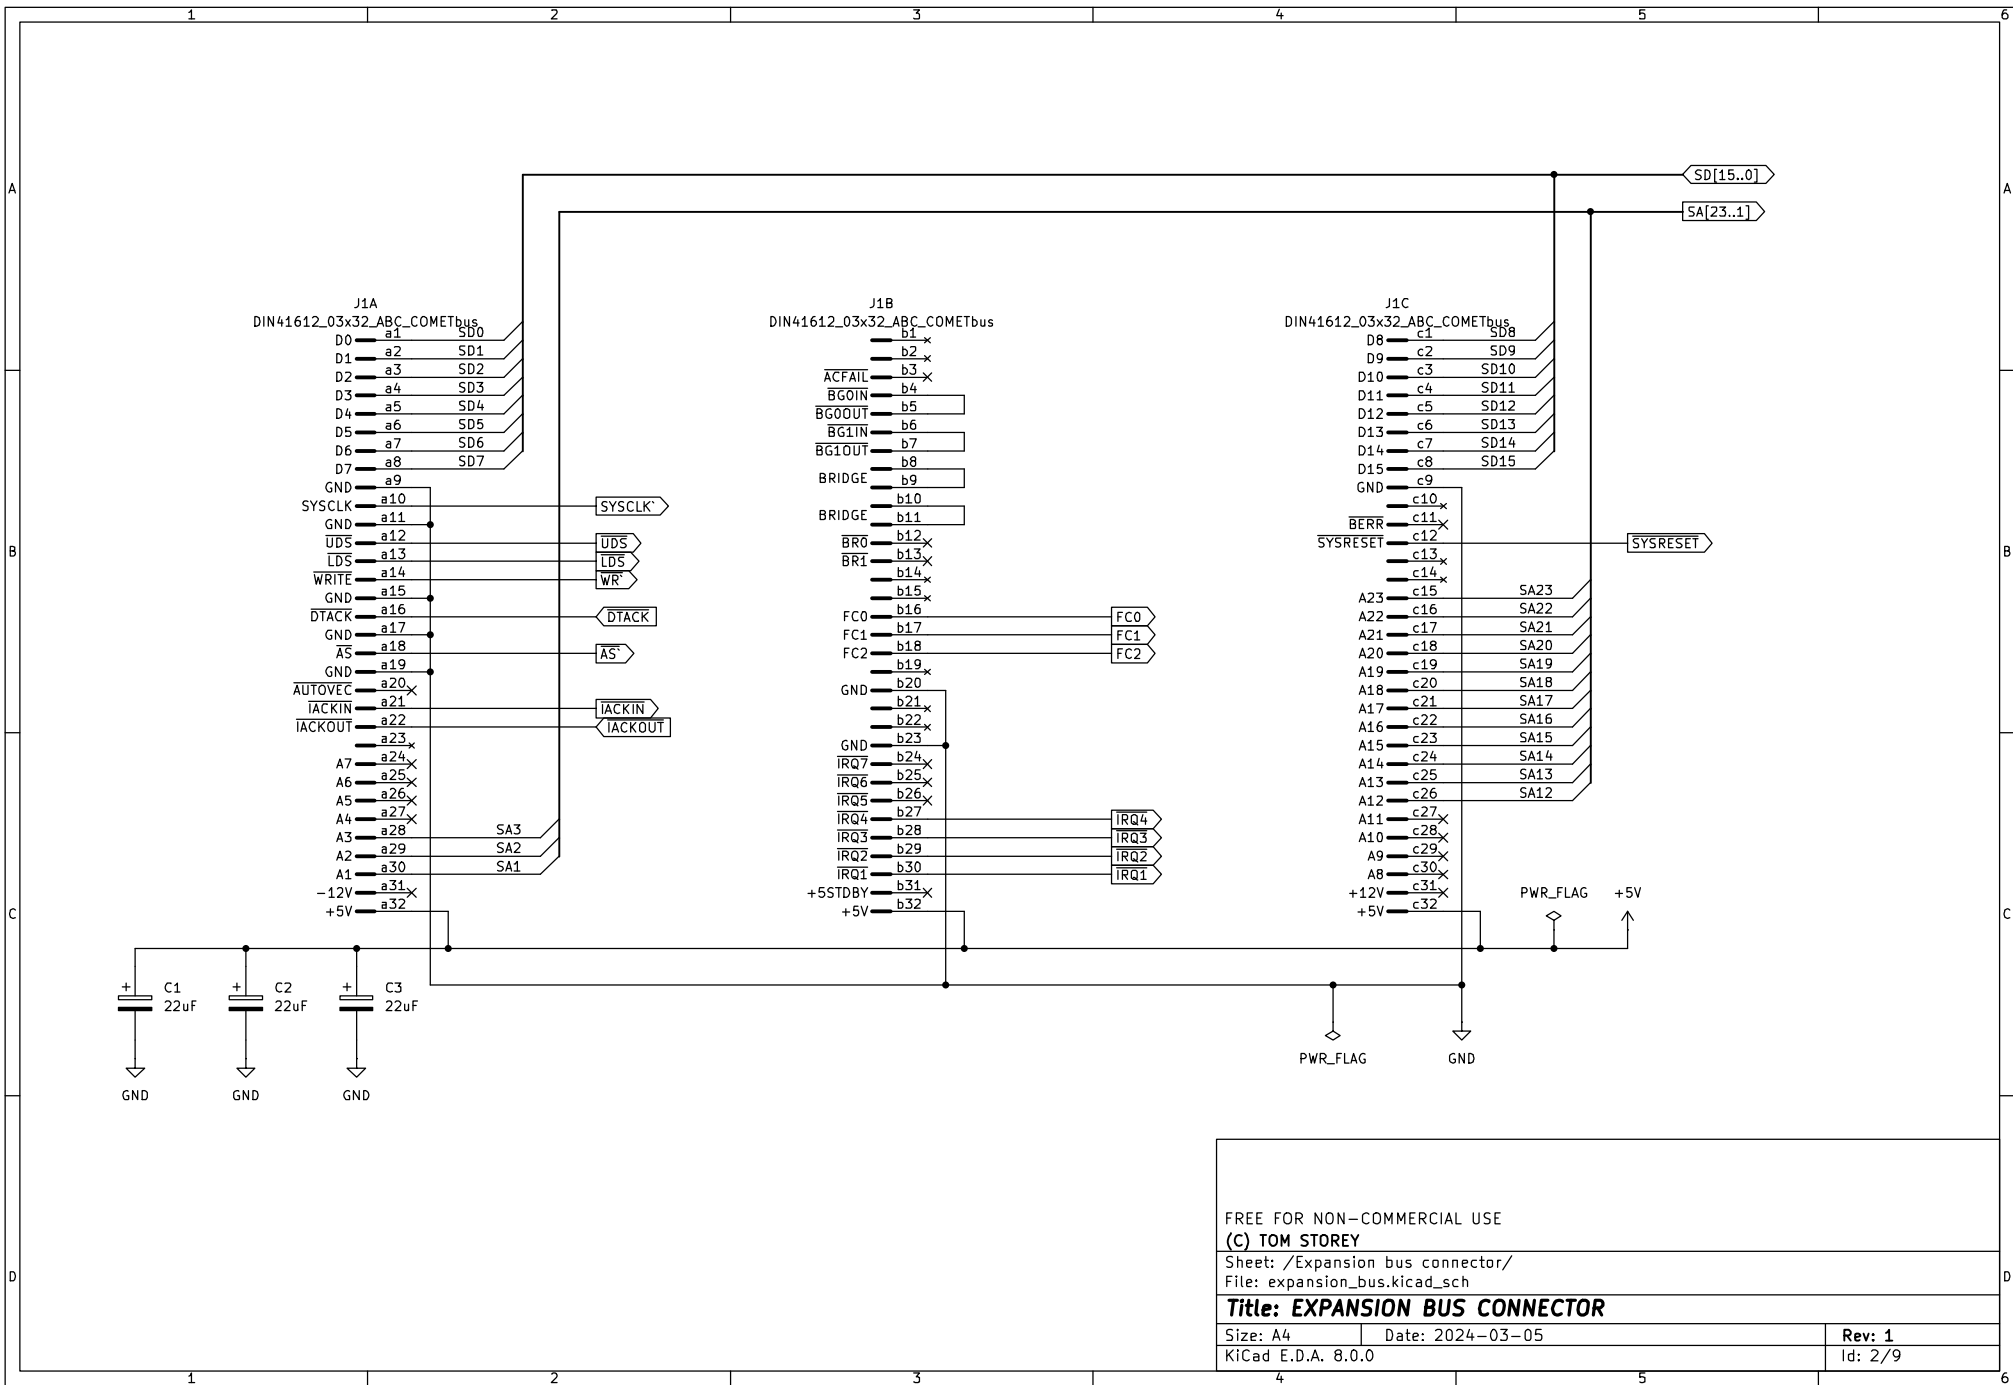 1 2 3 4 5 6
A A
B B
C C
D D
SD[15..0]
SA[23..1]
J1A
DIN41612_03x32_ABC_COMETbus
D0 a1 SD0
D1 a2 SD1
D2 a3 SD2
D3 a4 SD3
D4 a5 SD4
D5 a6 SD5
D6 a7 SD6
D7 a8 SD7
GND a9
SYSCLK a10 SYSCLK`
GND a11
UDS a12 UDS
LDS a13 LDS
WRITE a14 WR`
GND a15
DTACK a16 DTACK
GND a17
AS a18 AS`
GND a19
AUTOVEC a20
IACKIN a21 IACKIN
IACKOUT a22 IACKOUT
a23
A7 a24
A6 a25
A5 a26
A4 a27
A3 a28 SA3
A2 a29 SA2
A1 a30 SA1
-12V a31
+5V a32
J1B
DIN41612_03x32_ABC_COMETbus
b1
b2
ACFAIL b3
BG0IN b4
BG0OUT b5
BG1IN b6
BG1OUT b7
b8
BRIDGE
b9
b10
BRIDGE
b11
BR0 b12
BR1 b13
b14
b15
FC0 b16 FC0
FC1 b17 FC1
FC2 b18 FC2
b19
GND b20
b21
b22
GND b23
IRQ7 b24
IRQ6 b25
IRQ5 b26
IRQ4 b27 IRQ4
IRQ3 b28 IRQ3
IRQ2 b29 IRQ2
IRQ1 b30 IRQ1
+5STDBY b31
+5V b32
J1C
DIN41612_03x32_ABC_COMETbus
D8 c1 SD8
D9 c2 SD9
D10 c3 SD10
D11 c4 SD11
D12 c5 SD12
D13 c6 SD13
D14 c7 SD14
D15 c8 SD15
GND c9
c10
BERR c11
SYSRESET c12 SYSRESET
c13
c14
A23 c15 SA23
A22 c16 SA22
A21 c17 SA21
A20 c18 SA20
A19 c19 SA19
A18 c20 SA18
A17 c21 SA17
A16 c22 SA16
A15 c23 SA15
A14 c24 SA14
A13 c25 SA13
A12 c26 SA12
A11 c27
A10 c28
A9 c29
A8 c30
+12V c31
+5V c32
PWR_FLAG +5V
+ C1 + C2 + C3
22uF 22uF 22uF
PWR_FLAG GND
GND GND GND
FREE FOR NON-COMMERCIAL USE
(C) TOM STOREY
Sheet: /Expansion bus connector/
File: expansion_bus.kicad_sch
Title: EXPANSION BUS CONNECTOR
Size: A4 Date: 2024-03-05 Rev: 1
KiCad E.D.A. 8.0.0 Id: 2/9
1 2 3 4 5 6